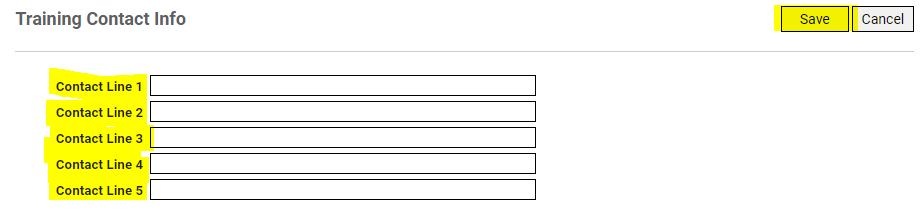 Training Contact Info Save Cancel
Contact Line 1
Contact Line 2
Contact Line 3
Contact Line 4
Contact Line 5